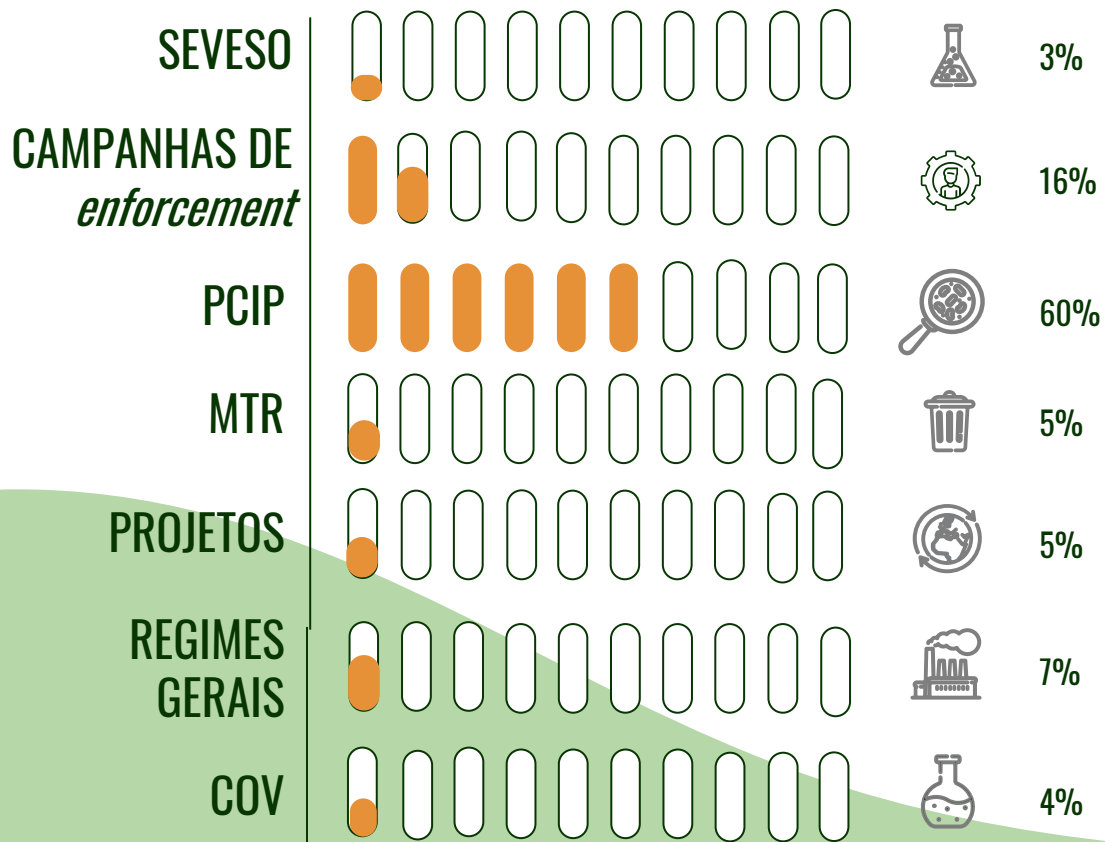 SEVESO
3%
CAMPANHAS DE
enforcement
16%
PCIP
60%
MTR
5%
PROJETOS
5%
REGIMES
GERAIS
7%
COV
4%